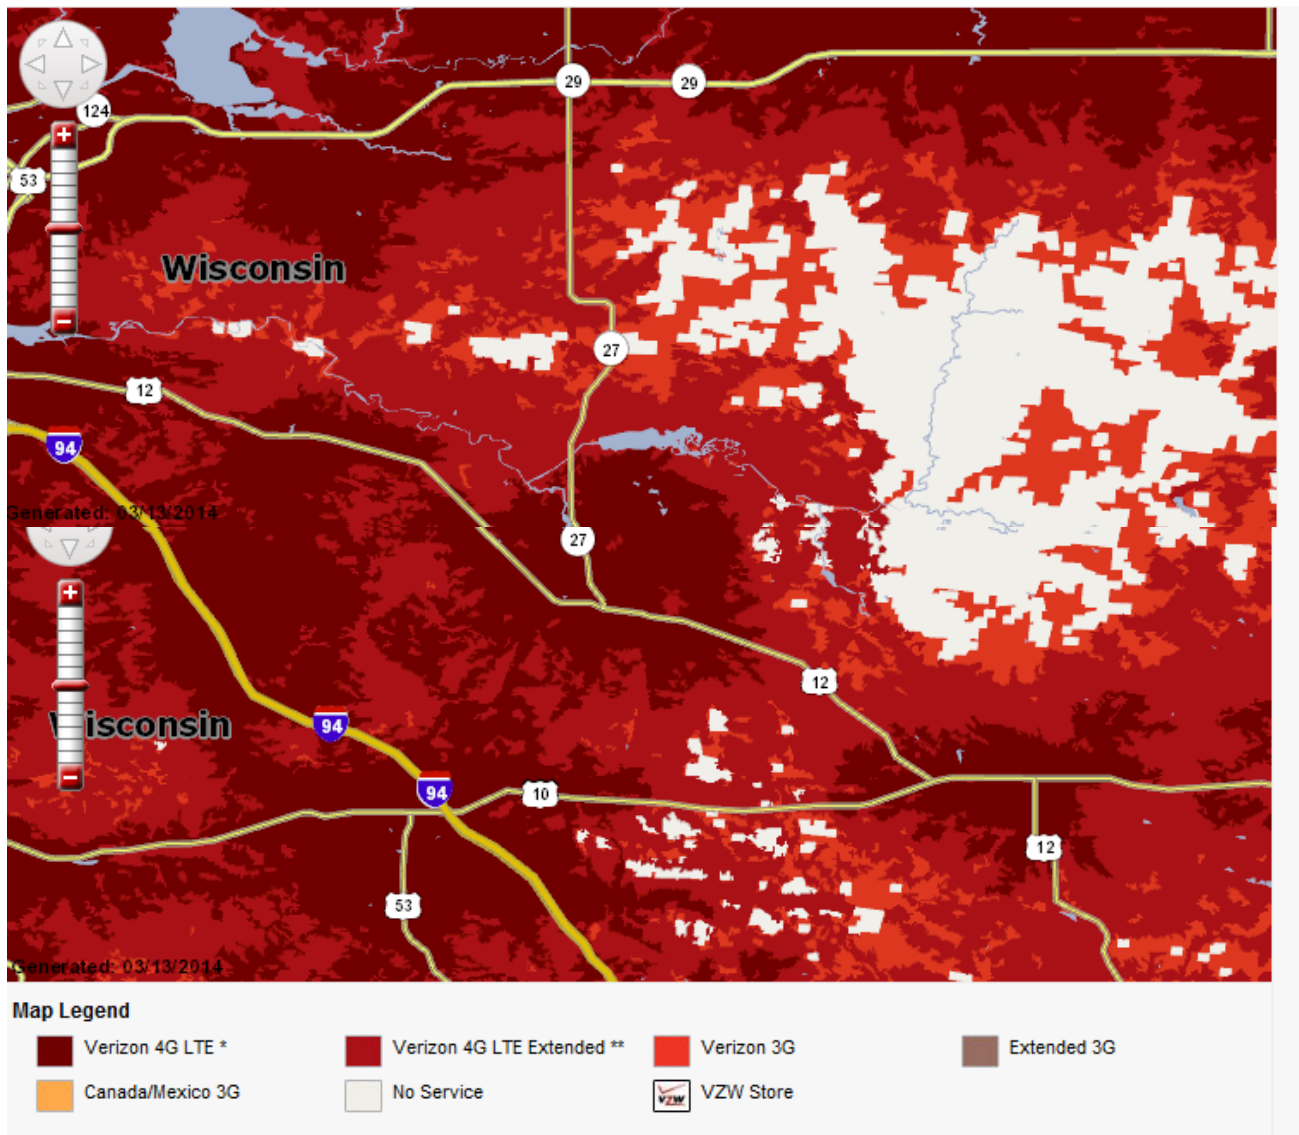 29
29
124
53
Wisconsin
27
12
94
Generated: 03/13/2014
27
12
Wisconsin
94
94
10
12
53
Generated: 03/13/2014
Map Legend
Verizon 4G LTE *
Verizon 4G LTE Extended **
Verizon 3G
Extended 3G
Canada/Mexico 3G
No Service
vzw
VZW Store